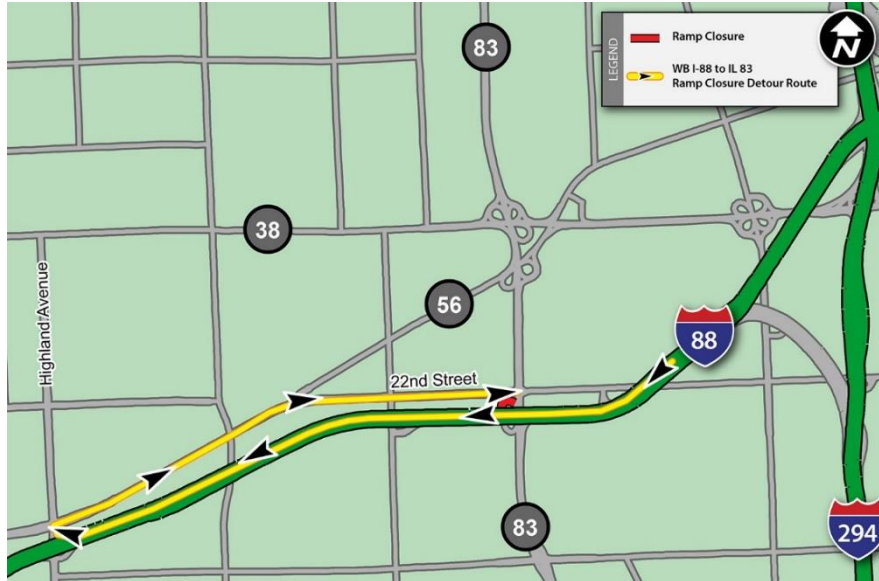 83
LEGEND
Ramp Closure
WB I-88 to IL 83
Ramp Closure Detour Route
N
38
56
Highland Avenue
88
22nd Street
83
294